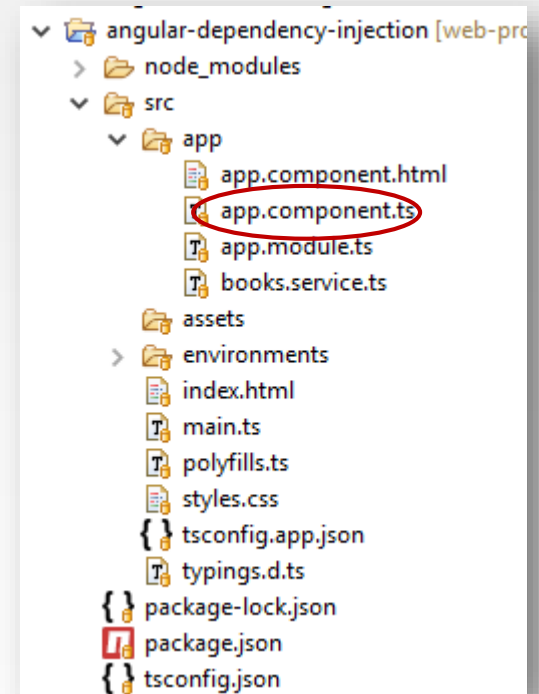 angular-dependency-injection [web-pro
node_modules
src
app
app.component.html
app.component.ts
app.module.ts
books.service.ts
assets
environments
index.html
main.ts
polyfills.ts
styles.css
tsconfig.app.json
typings.d.ts
package-lock.json
package.json
tsconfig.json